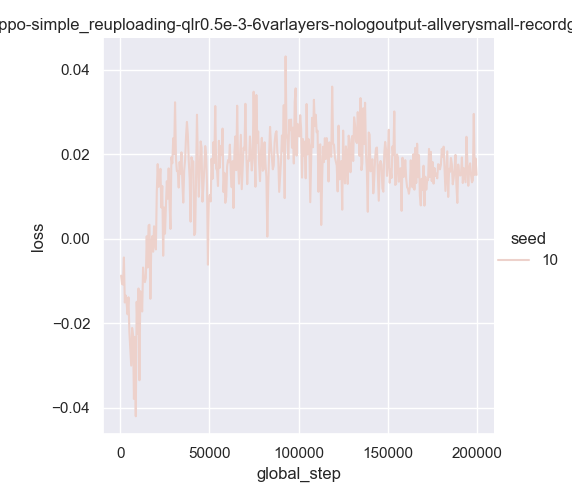 ppo-simple_reuploading-qlr0.5e-3-6varlayers-nologoutput-allverysmall-recordg
0.04
0.02
0.00
−0.02
−0.04
loss
0
50000
100000
150000
200000
global_step
seed
10